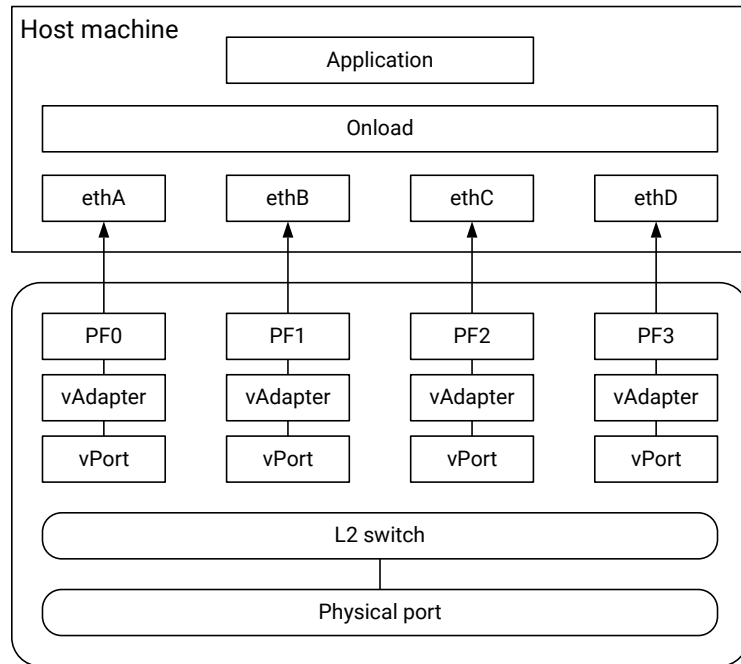 Host machine
Application
Onload
ethA ethB ethC ethD
PF0 PF1 PF2 PF3
vAdapter vAdapter vAdapter vAdapter
vPort vPort vPort vPort
L2 switch
Physical port